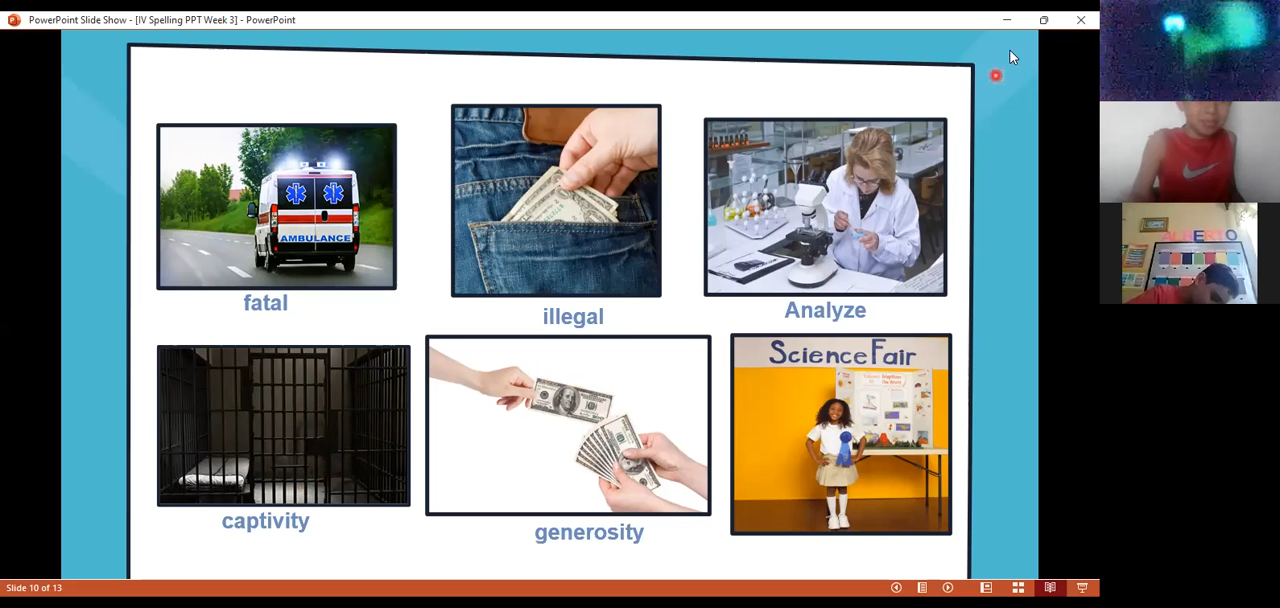 PowerPoint Slide Show - [IV Spelling PPT Week 3] - PowerPoint
AMBULANCE
fatal
illegal
Analyze
captivity
generosity
Science Fair
ALBERTO
Slide 10 of 13